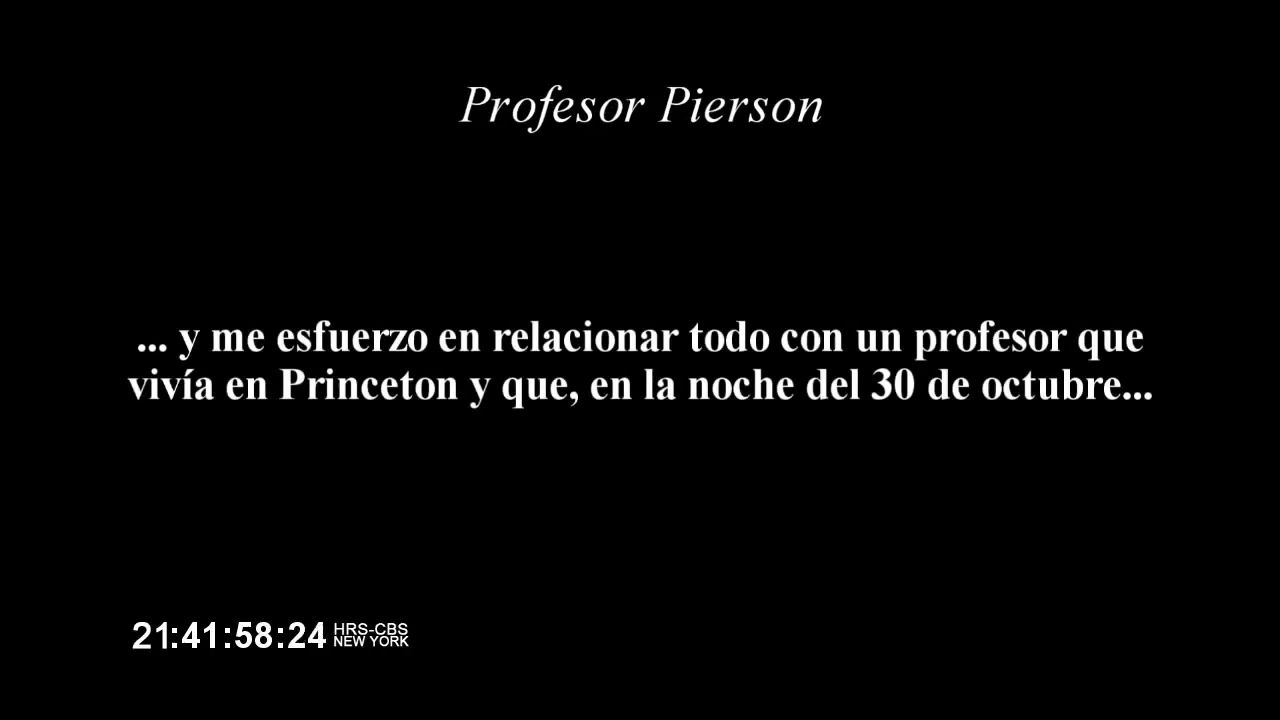 Profesor Pierson
... y me esfuerzo en relacionar todo con un profesor que
vivía en Princeton y que, en la noche del 30 de octubre...
21:41:58:24 HRS-CBS
NEW YORK